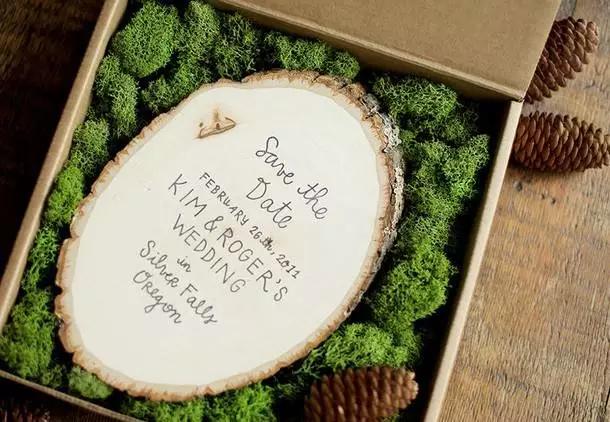 Save the
Date
FEBRUARY 26th, 2011
KIM & ROGER'S
WEDDING
in
Silver Falls
Oregon